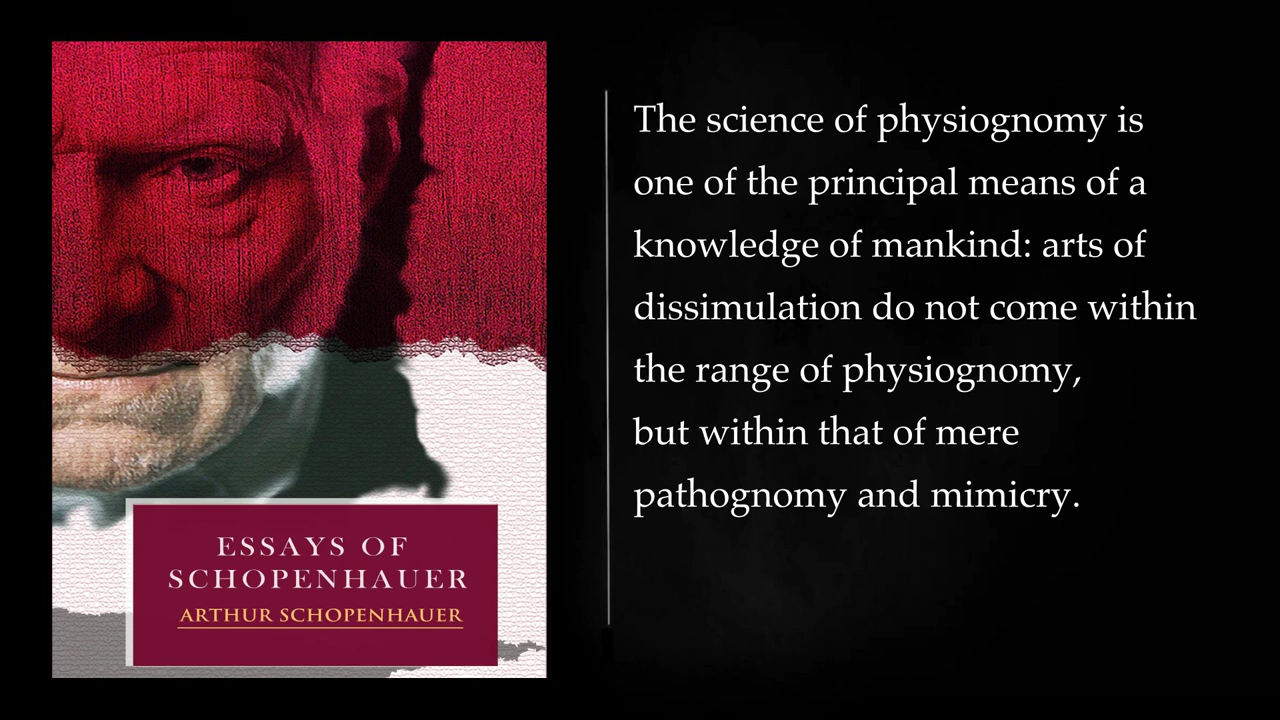 ESSAYS OF
SCHOPENHAUER
ARTHUR SCHOPENHAUER
The science of physiognomy is
one of the principal means of a
knowledge of mankind: arts of
dissimulation do not come within
the range of physiognomy,
but within that of mere
pathognomy and mimicry.